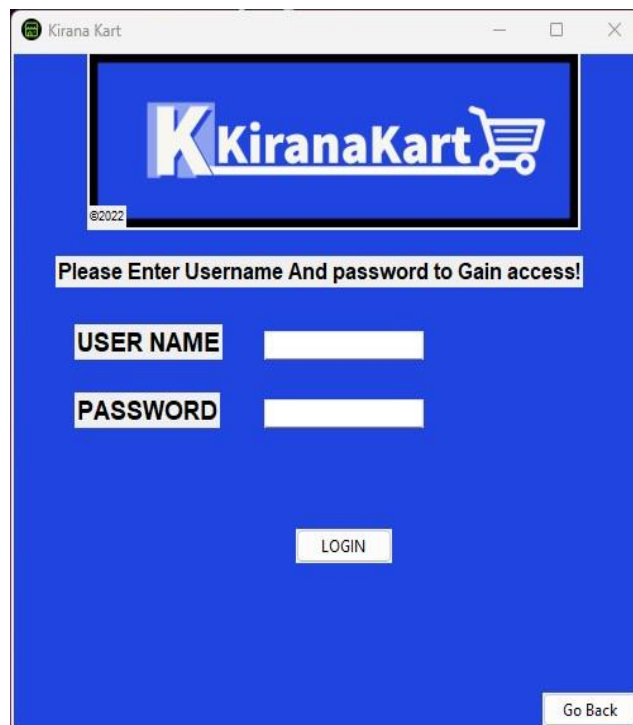 Kirana Kart
K KiranaKart
©2022
Please Enter Username And password to Gain access!
USER NAME
PASSWORD
LOGIN
Go Back